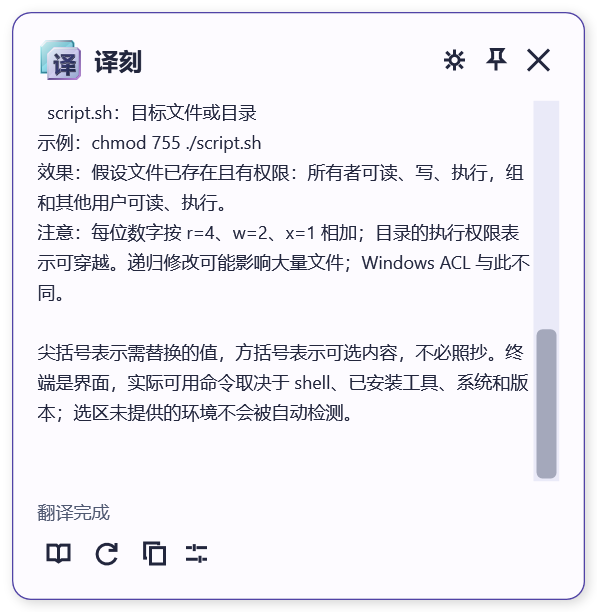 译 译刻
script.sh：目标文件或目录
示例：chmod 755 ./script.sh
效果：假设文件已存在且有权限：所有者可读、写、执行，组
和其他用户可读、执行。
注意：每位数字按 r=4、w=2、x=1 相加；目录的执行权限表
示可穿越。递归修改可能影响大量文件；Windows ACL 与此不
同。
尖括号表示需替换的值，方括号表示可选内容，不必照抄。终
端是界面，实际可用命令取决于 shell、已安装工具、系统和版
本；选区未提供的环境不会被自动检测。
翻译完成